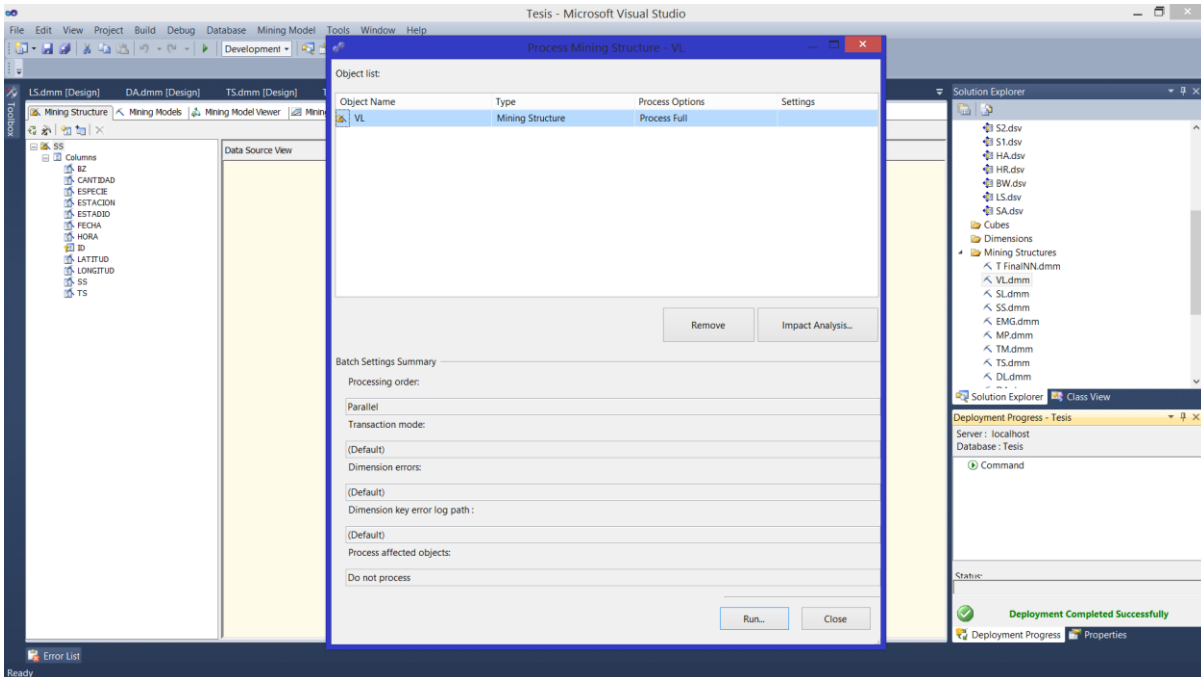 Tesis - Microsoft Visual Studio
File Edit View Project Build Debug Database Mining Model Tools Window Help
Development
Process Mining Structure - VL
LS.dmm [Design] DA.dmm [Design] TS.dmm [Design]
Toolbox
Mining Structure Mining Models Mining Model Viewer
SS
Columns
BZ
CANTIDAD
ESPECIE
ESTACION
ESTADIO
FECHA
HORA
ID
LATITUD
LONGITUD
SS
TS
Data Source View
Object list:
Object Name Type Process Options Settings
VL Mining Structure Process Full
Remove Impact Analysis...
Batch Settings Summary
Processing order:
Parallel
Transaction mode:
(Default)
Dimension errors:
(Default)
Dimension key error log path :
(Default)
Process affected objects:
Do not process
Run... Close
Solution Explorer
S2.dsv
S1.dsv
HA.dsv
HR.dsv
BW.dsv
LS.dsv
SA.dsv
Cubes
Dimensions
Mining Structures
T FinalNN.dmm
VL.dmm
SL.dmm
SS.dmm
EMG.dmm
MP.dmm
TM.dmm
TS.dmm
DL.dmm
Solution Explorer Class View
Deployment Progress - Tesis
Server : localhost
Database : Tesis
Command
Status:
Deployment Completed Successfully
Deployment Progress Properties
Error List
Ready